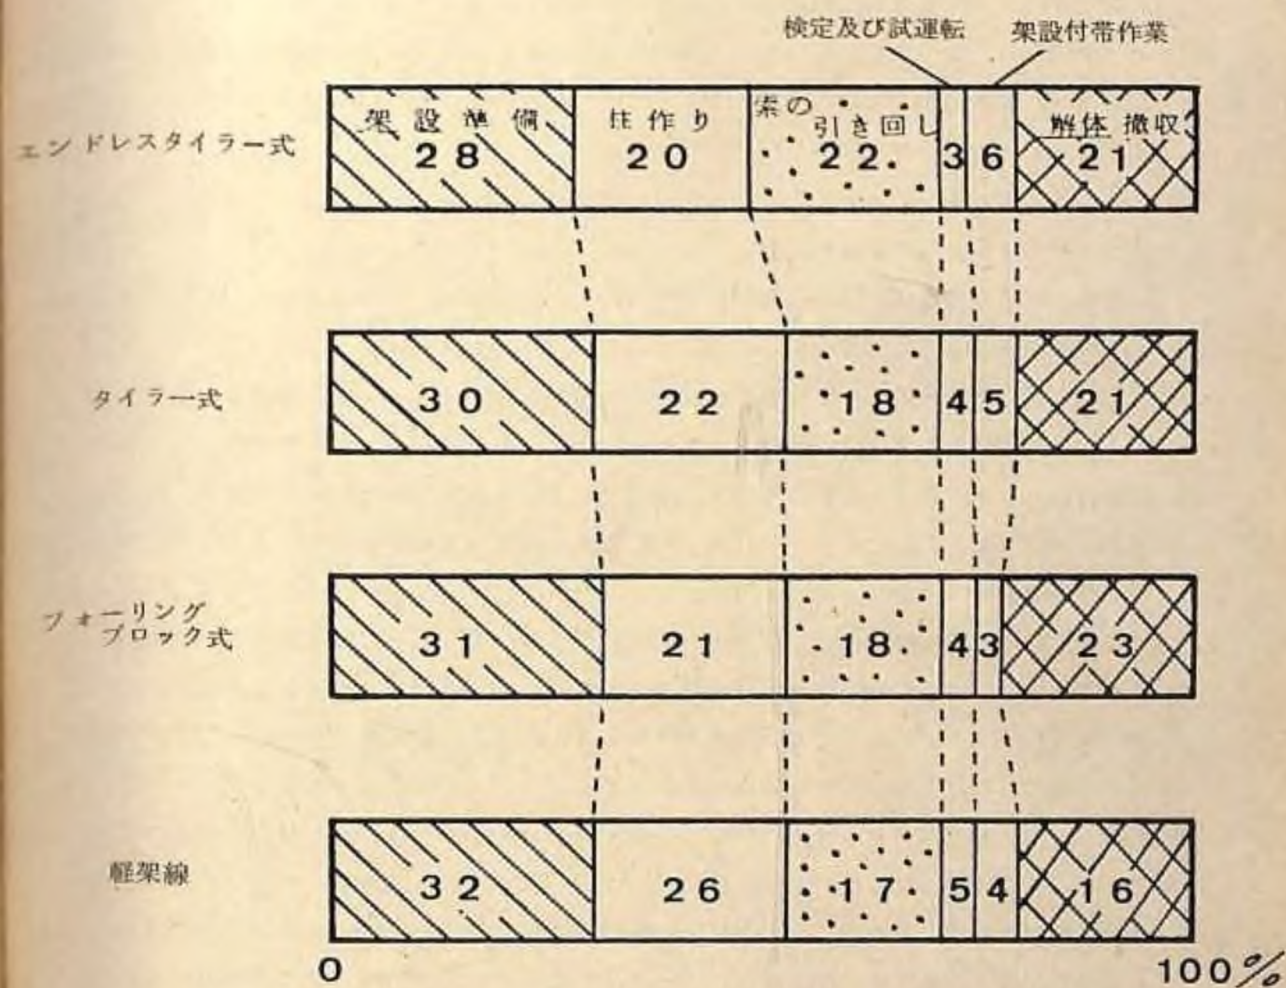 検定及び試運転 架設付帯作業
エンドレスタイラー式
架設準備 柱作り 索の引き回し 解体撤収
28 20 22 3 6 21
タイラー式
30 22 18 4 5 21
フォーリング
ブロック式
31 21 18 4 3 23
軽架線
32 26 17 5 4 16
0 100%